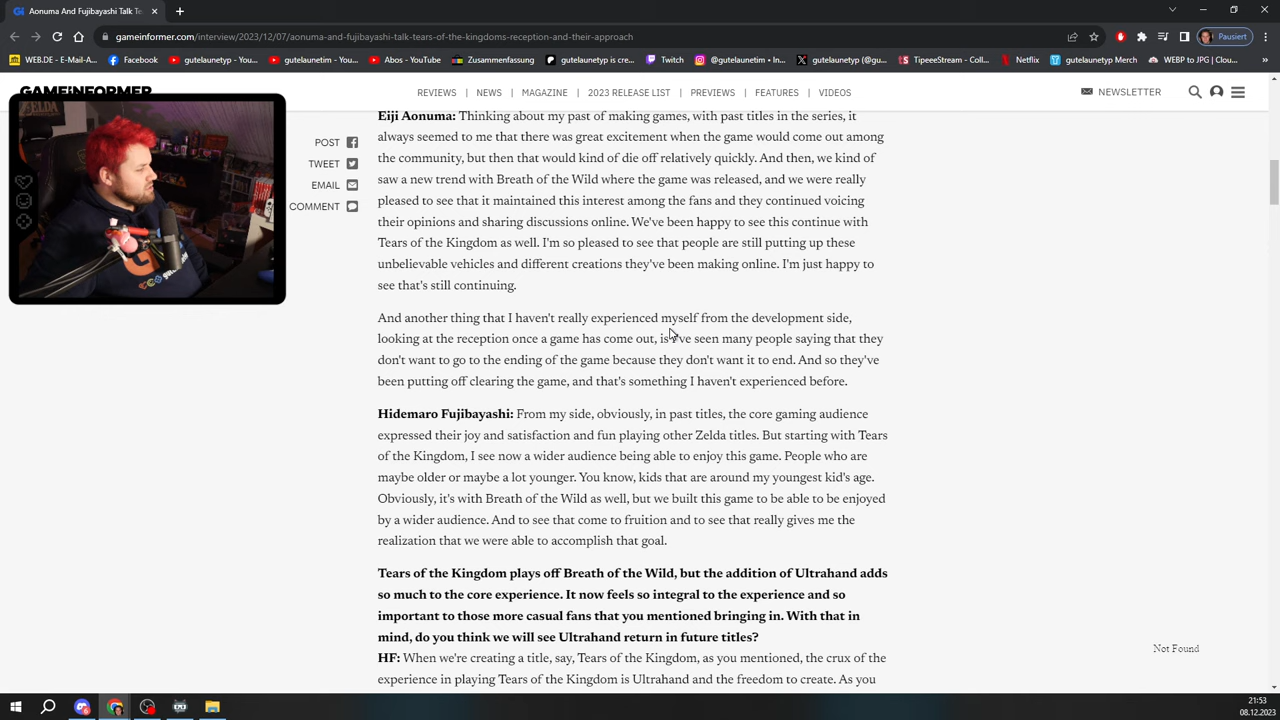 Aonuma And Fujibayashi Talk Te
gameinformer.com/interview/2023/12/07/aonuma-and-fujibayashi-talk-tears-of-the-kingdoms-reception-and-their-approach
Pausiert
WEB.DE - E-Mail-A...
Facebook
gutelaunetyp - You...
gutelaunetim - You...
Abos - YouTube
Zusammenfassung
gutelaunetyp is cre...
Twitch
@gutelaunetim • In...
gutelaunetyp (@gu...
TipeeeStream - Coll...
Netflix
gutelaunetyp Merch
WEBP to JPG | Clou...
GAMEINFORMER
REVIEWS
NEWS
MAGAZINE
2023 RELEASE LIST
PREVIEWS
FEATURES
VIDEOS
NEWSLETTER
POST
TWEET
EMAIL
COMMENT
Eiji Aonuma: Thinking about my past of making games, with past titles in the series, it
always seemed to me that there was great excitement when the game would come out among
the community, but then that would kind of die off relatively quickly. And then, we kind of
saw a new trend with Breath of the Wild where the game was released, and we were really
pleased to see that it maintained this interest among the fans and they continued voicing
their opinions and sharing discussions online. We've been happy to see this continue with
Tears of the Kingdom as well. I'm so pleased to see that people are still putting up these
unbelievable vehicles and different creations they've been making online. I'm just happy to
see that's still continuing.
And another thing that I haven't really experienced myself from the development side,
looking at the reception once a game has come out, is I've seen many people saying that they
don't want to go to the ending of the game because they don't want it to end. And so they've
been putting off clearing the game, and that's something I haven't experienced before.
Hidemaro Fujibayashi: From my side, obviously, in past titles, the core gaming audience
expressed their joy and satisfaction and fun playing other Zelda titles. But starting with Tears
of the Kingdom, I see now a wider audience being able to enjoy this game. People who are
maybe older or maybe a lot younger. You know, kids that are around my youngest kid's age.
Obviously, it's with Breath of the Wild as well, but we built this game to be able to be enjoyed
by a wider audience. And to see that come to fruition and to see that really gives me the
realization that we were able to accomplish that goal.
Tears of the Kingdom plays off Breath of the Wild, but the addition of Ultrahand adds
so much to the core experience. It now feels so integral to the experience and so
important to those more casual fans that you mentioned bringing in. With that in
mind, do you think we will see Ultrahand return in future titles?
HF: When we're creating a title, say, Tears of the Kingdom, as you mentioned, the crux of the
experience in playing Tears of the Kingdom is Ultrahand and the freedom to create. As you
Not Found
21:53
08.12.2023